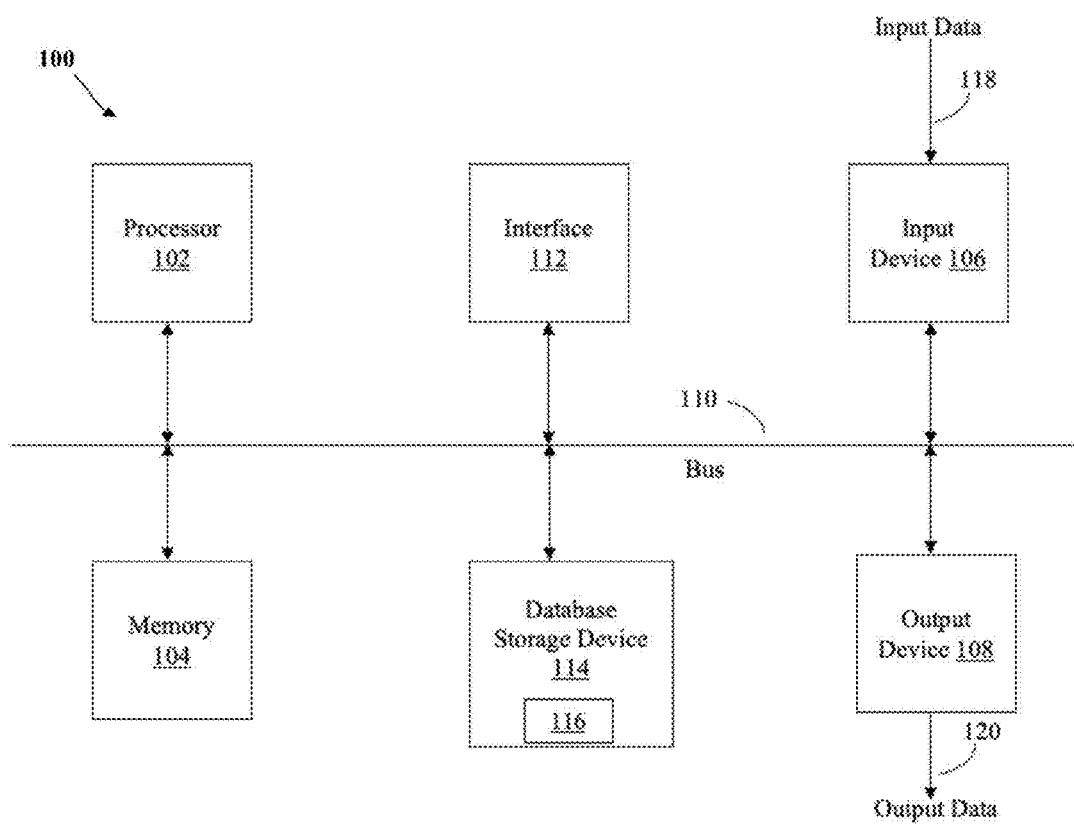 Input Data
100
118
Processor
102
Interface
112
Input
Device 106
110
Bus
Memory
104
Database
Storage Device
114
116
Output
Device 108
120
Output Data